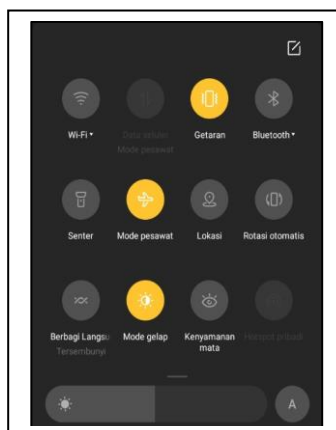 Wi-Fi
Data seluler
Getaran
Bluetooth
Mode pesawat
Senter
Mode pesawat
Lokasi
Rotasi otomatis
Berbagi Langsu
Mode gelap
Kenyamanan
mata
Hotspot pribadi
Tersembunyi
A